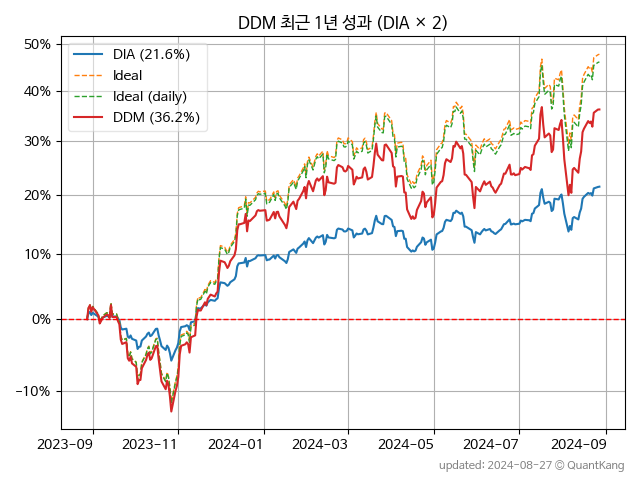 DDM 최근 1년 성과 (DIA × 2)
50%
40%
30%
20%
10%
0%
−10%
DIA (21.6%)
Ideal
Ideal (daily)
DDM (36.2%)
2023-09 2023-11 2024-01 2024-03 2024-05 2024-07 2024-09
updated: 2024-08-27 © QuantKang